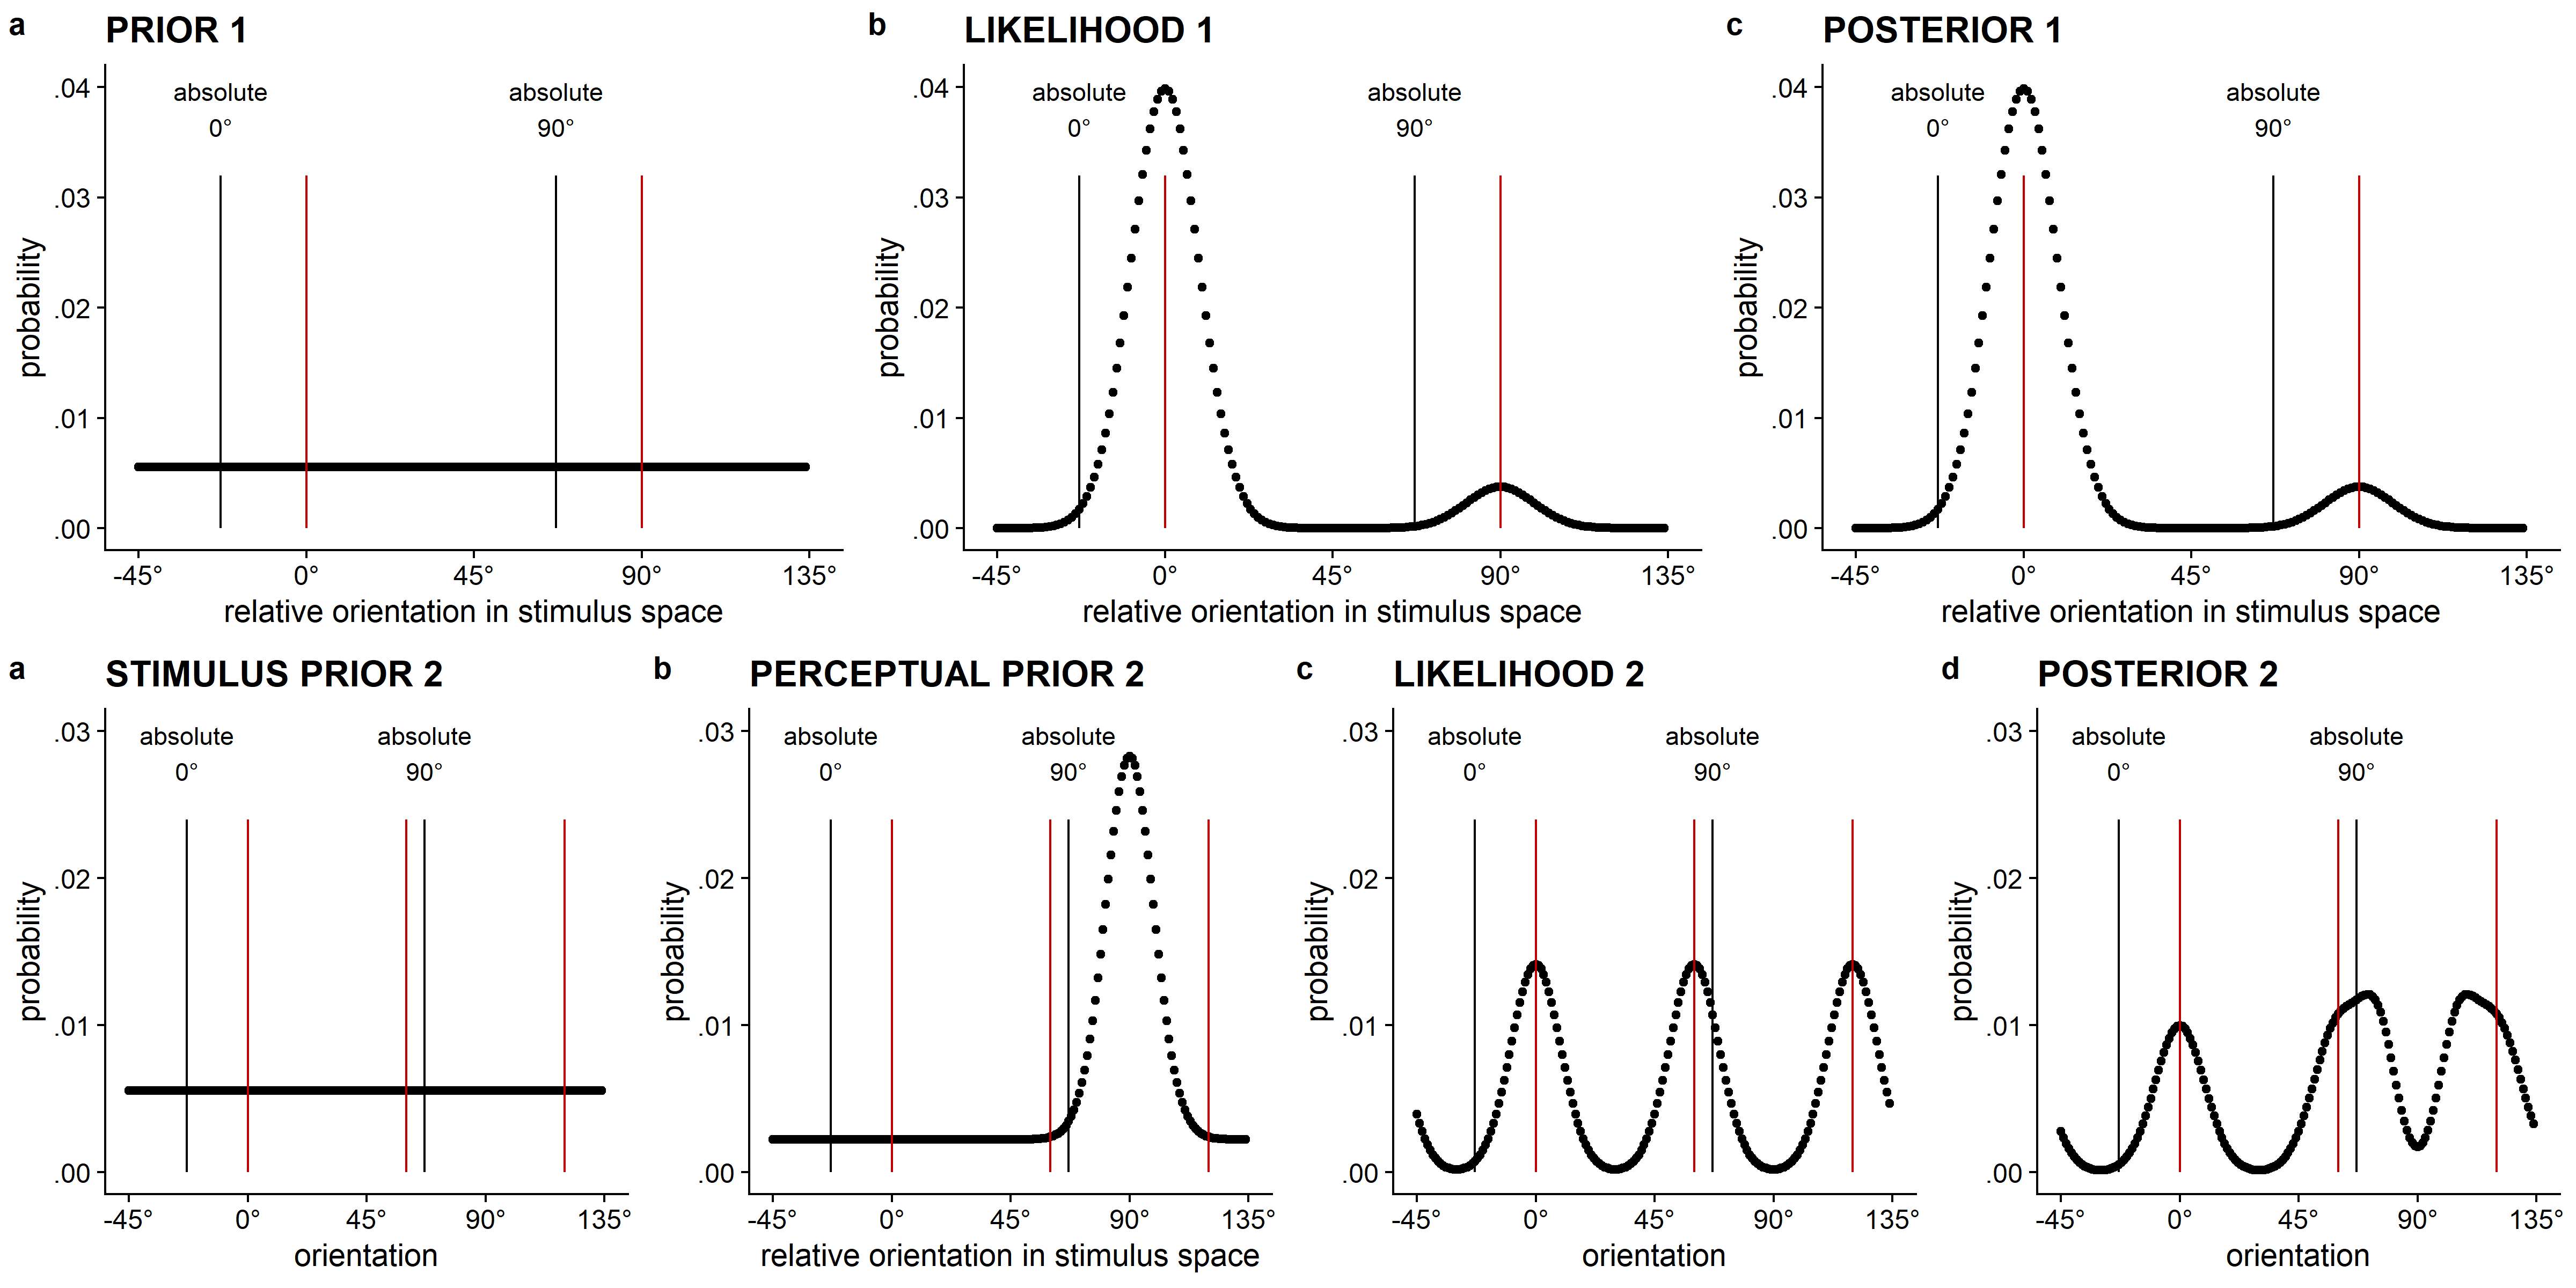 a PRIOR 1
.04
.03
.02
.01
.00
absolute
0°
absolute
90°
probability
-45° 0° 45° 90° 135°
relative orientation in stimulus space
b LIKELIHOOD 1
.04
.03
.02
.01
.00
absolute
0°
absolute
90°
probability
-45° 0° 45° 90° 135°
relative orientation in stimulus space
c POSTERIOR 1
.04
.03
.02
.01
.00
absolute
0°
absolute
90°
probability
-45° 0° 45° 90° 135°
relative orientation in stimulus space
a STIMULUS PRIOR 2
.03
.02
.01
.00
absolute
0°
absolute
90°
probability
-45° 0° 45° 90° 135°
orientation
b PERCEPTUAL PRIOR 2
.03
.02
.01
.00
absolute
0°
absolute
90°
probability
-45° 0° 45° 90° 135°
relative orientation in stimulus space
c LIKELIHOOD 2
.03
.02
.01
.00
absolute
0°
absolute
90°
probability
-45° 0° 45° 90° 135°
orientation
d POSTERIOR 2
.03
.02
.01
.00
absolute
0°
absolute
90°
probability
-45° 0° 45° 90° 135°
orientation